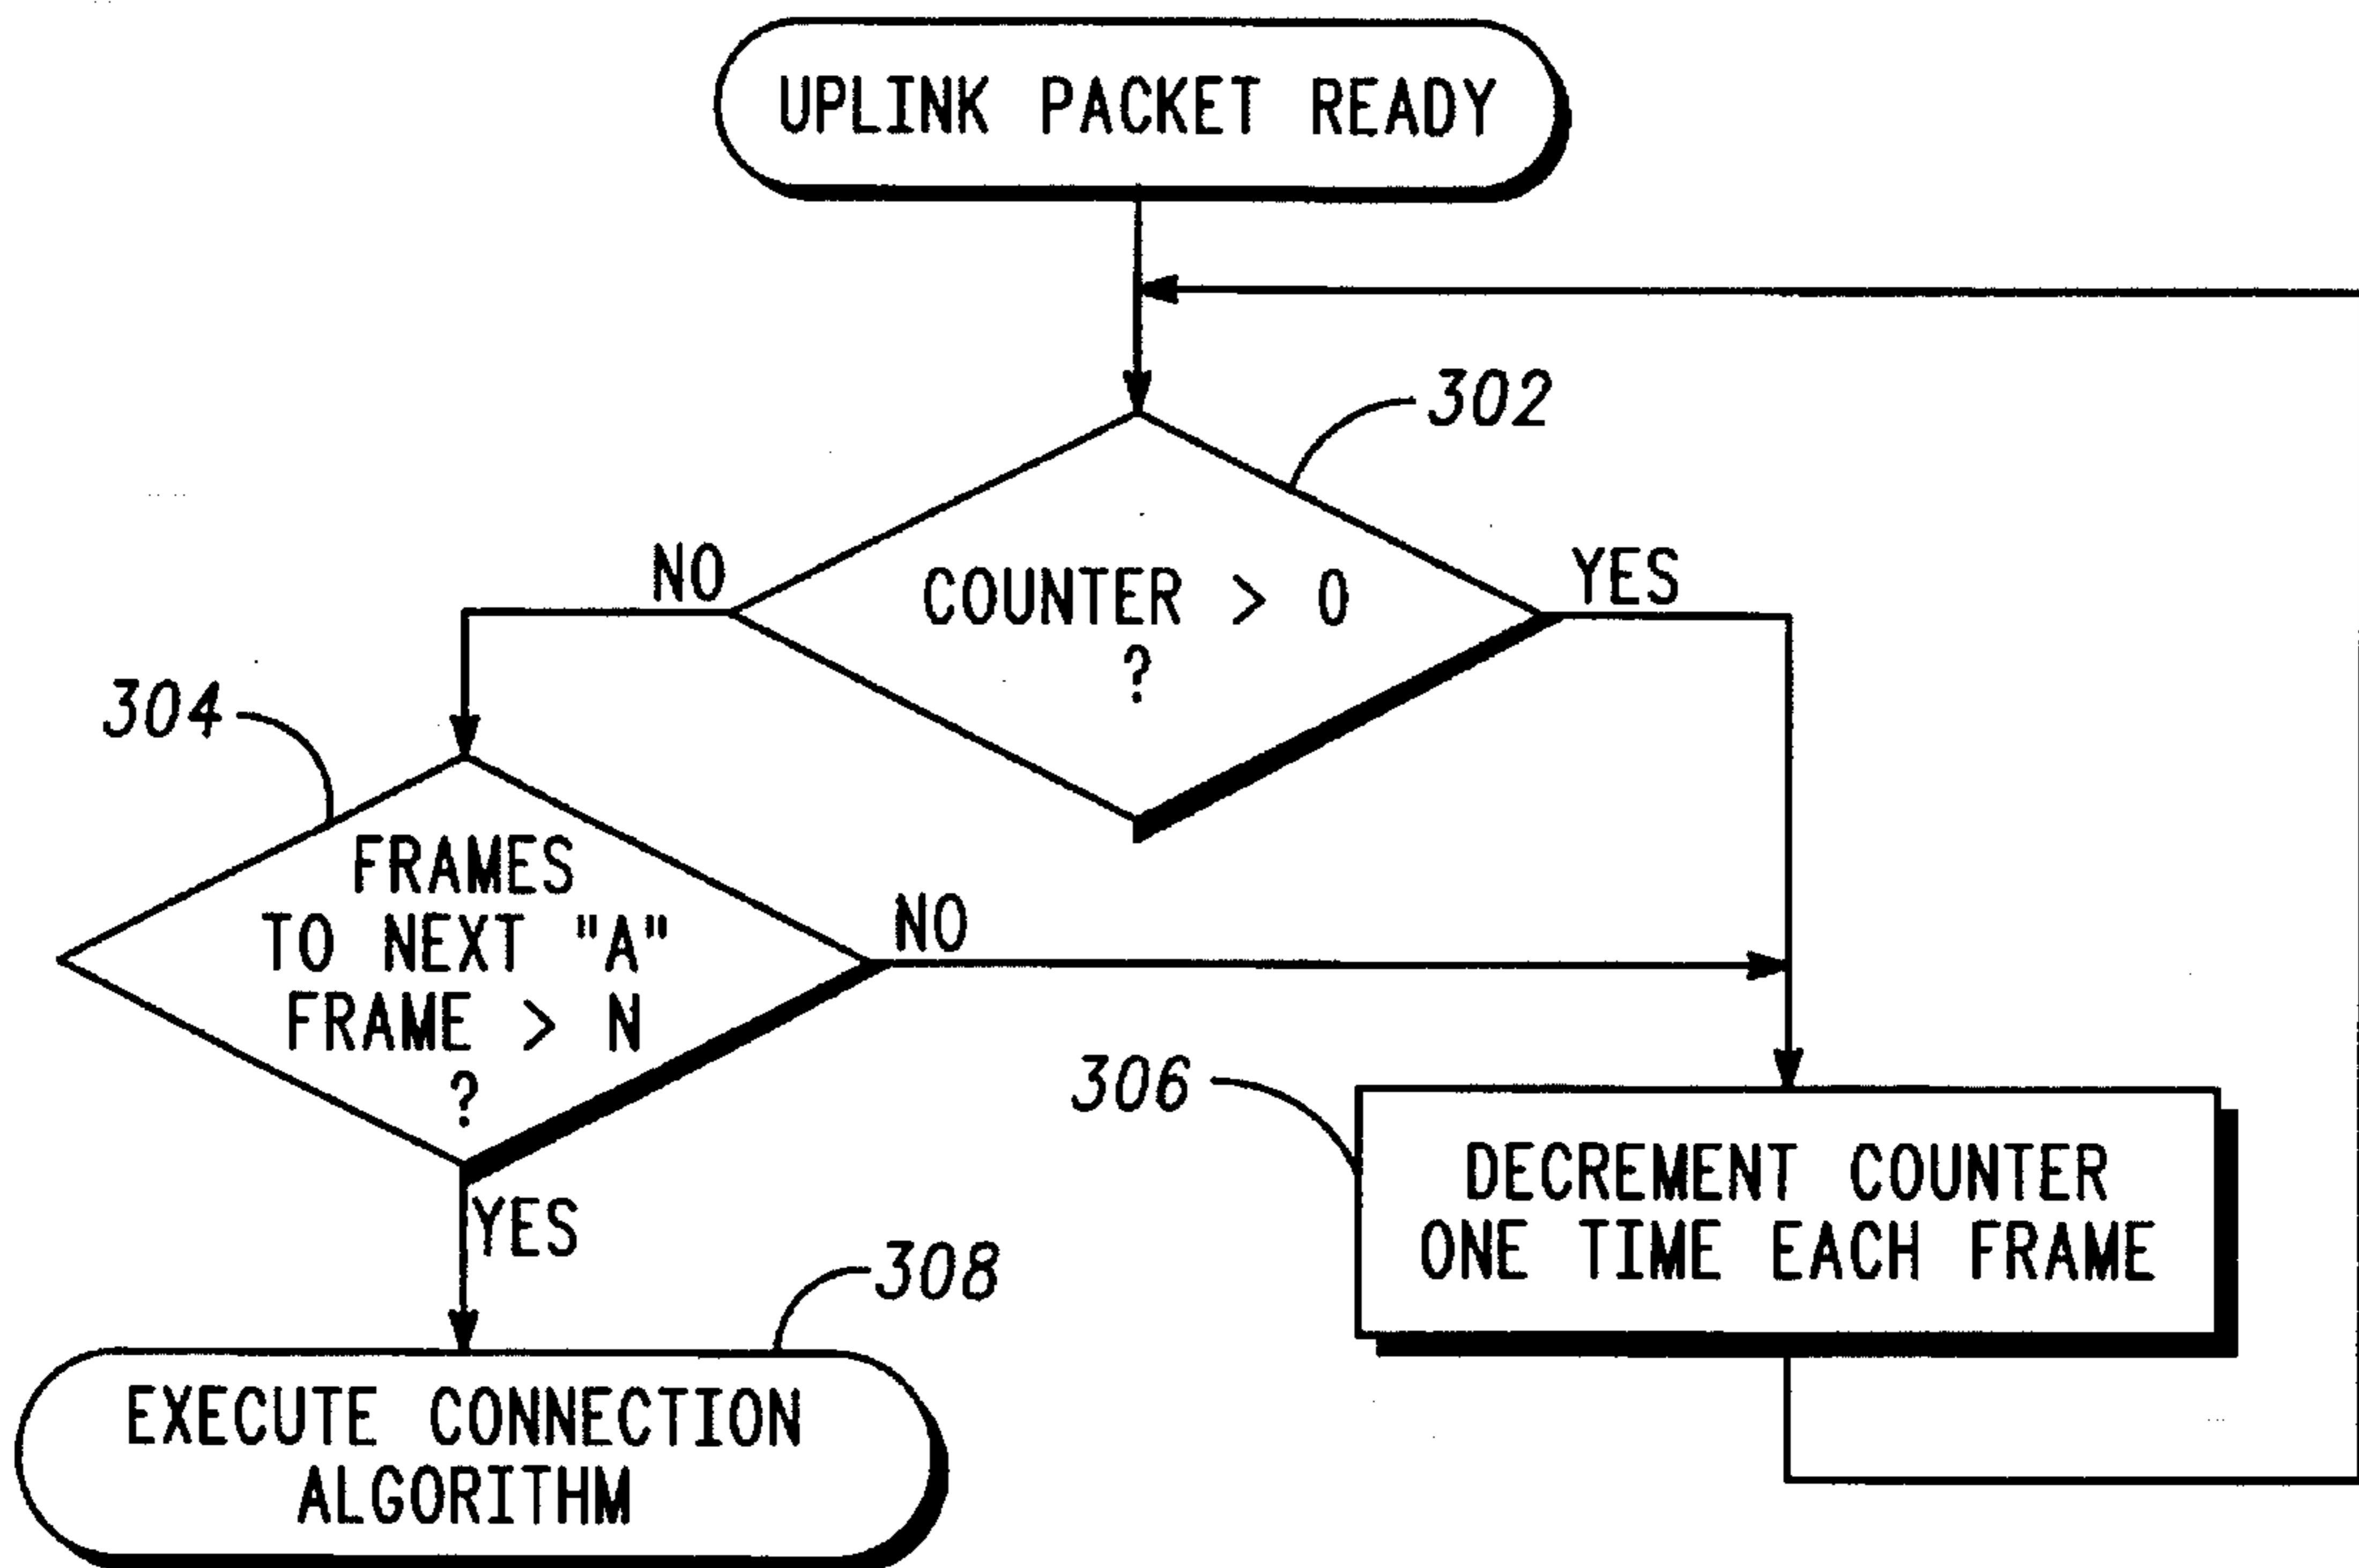 UPLINK PACKET READY
302
NO
COUNTER > 0
?
YES
304
FRAMES
TO NEXT "A"
FRAME > N
?
NO
YES
306
DECREMENT COUNTER
ONE TIME EACH FRAME
308
EXECUTE CONNECTION
ALGORITHM